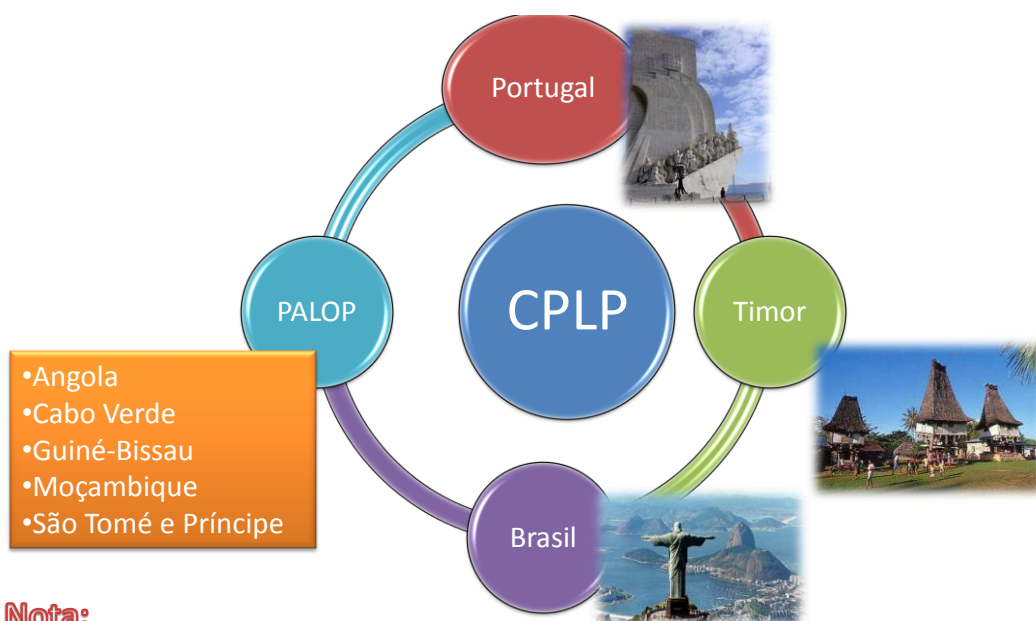 Portugal
PALOP
CPLP
Timor
•Angola
•Cabo Verde
•Guiné-Bissau
•Moçambique
•São Tomé e Príncipe
Brasil
Nota: